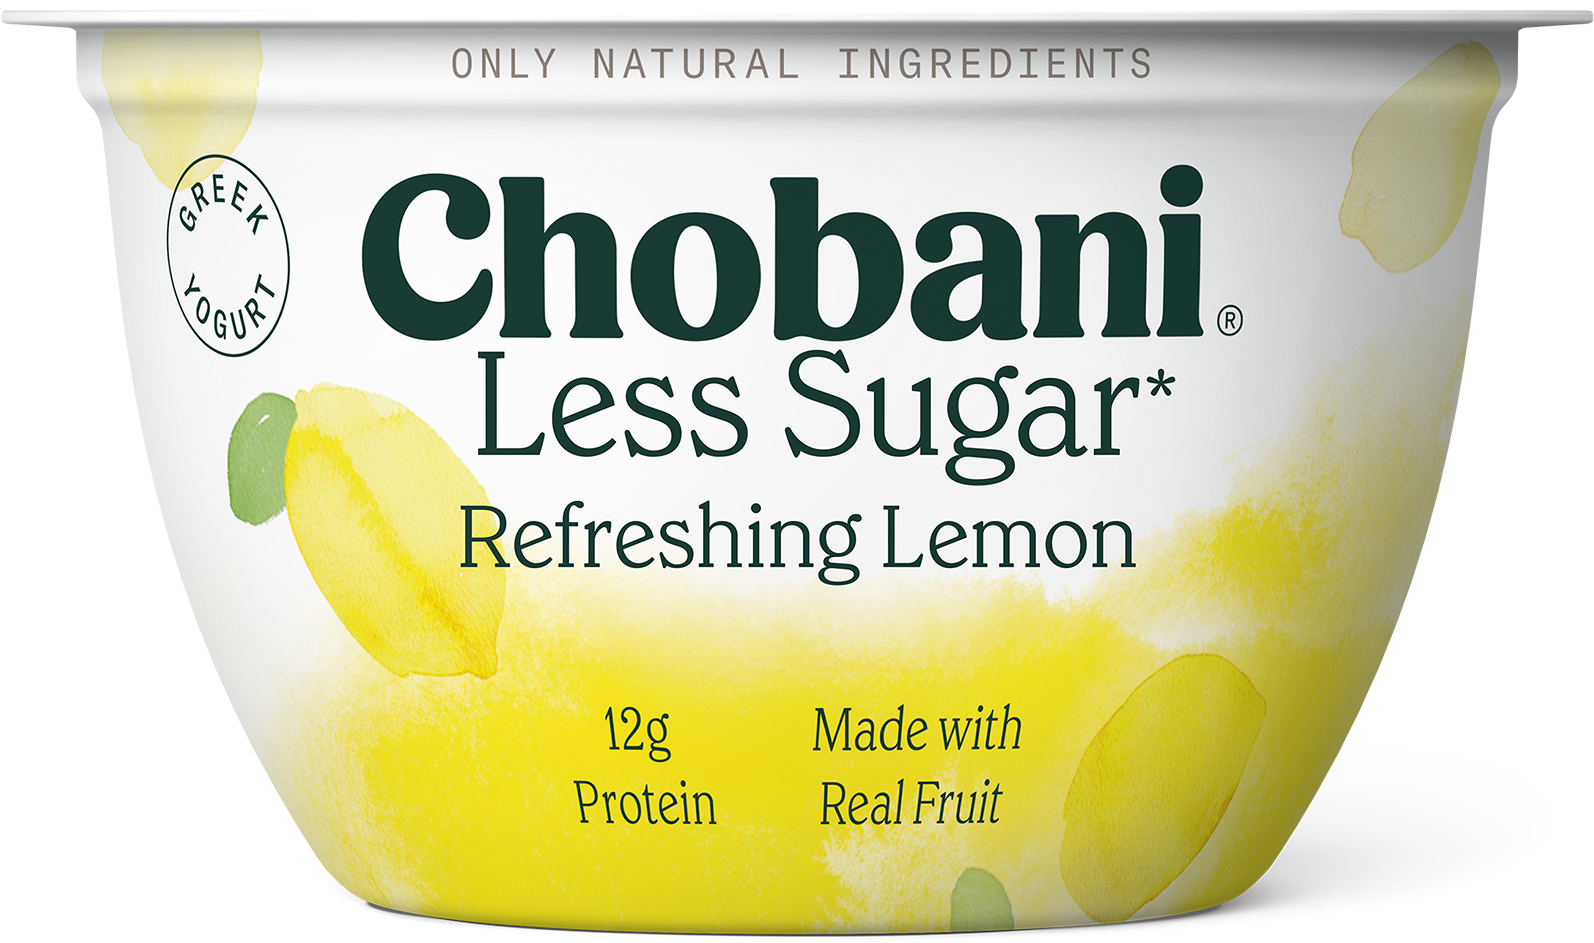 ONLY NATURAL INGREDIENTS
GREEK
YOGURT
Chobani®
Less Sugar*
Refreshing Lemon
12g
Protein
Made with
Real Fruit